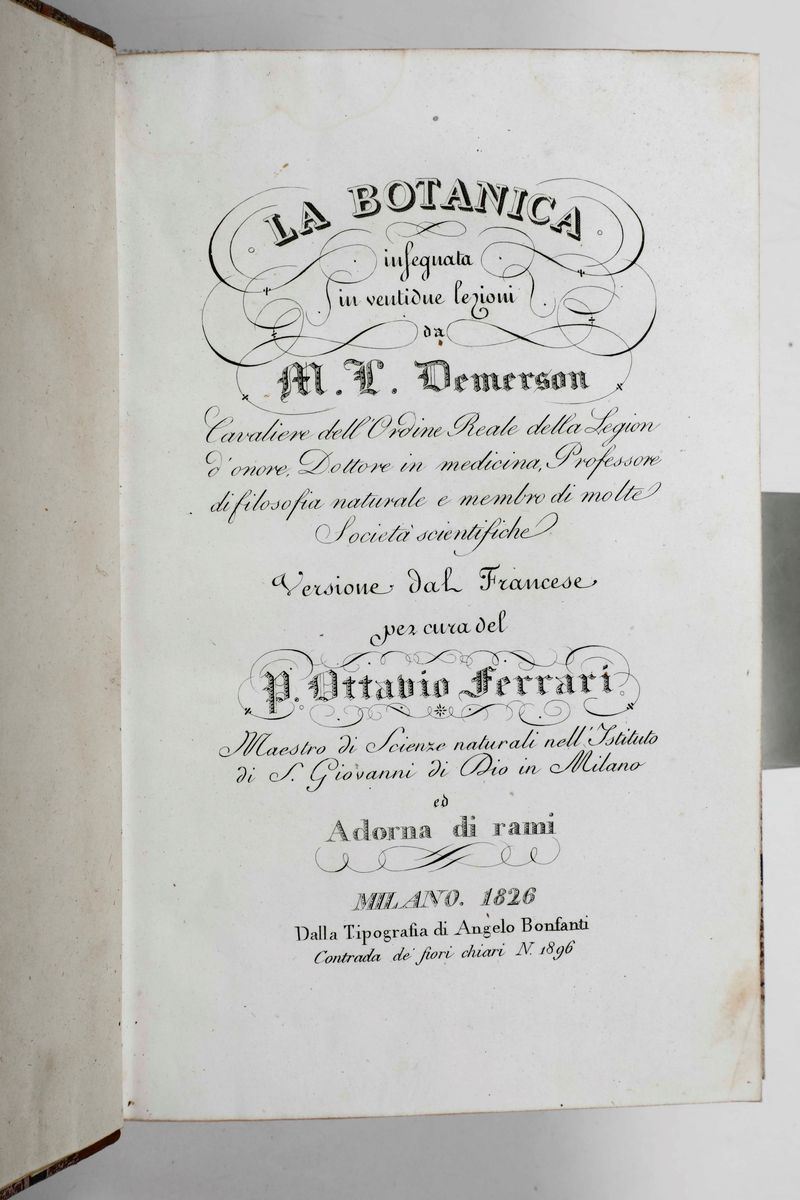 LA BOTANICA
insegnata
in ventidue lezioni
da
M. L. Demerson
Cavaliere dell'Ordine Reale della Legion
d'onore, Dottore in medicina, Professore
di filosofia naturale e membro di molte
Società scientifiche
Versione dal Francese
per cura del
P. Ottavio Ferrari
Maestro di Scienze naturali nell'Istituto
di S. Giovanni di Dio in Milano
ed
Adorna di rami
MILANO. 1826
Dalla Tipografia di Angelo Bonfanti
Contrada de' fiori chiari N. 1896